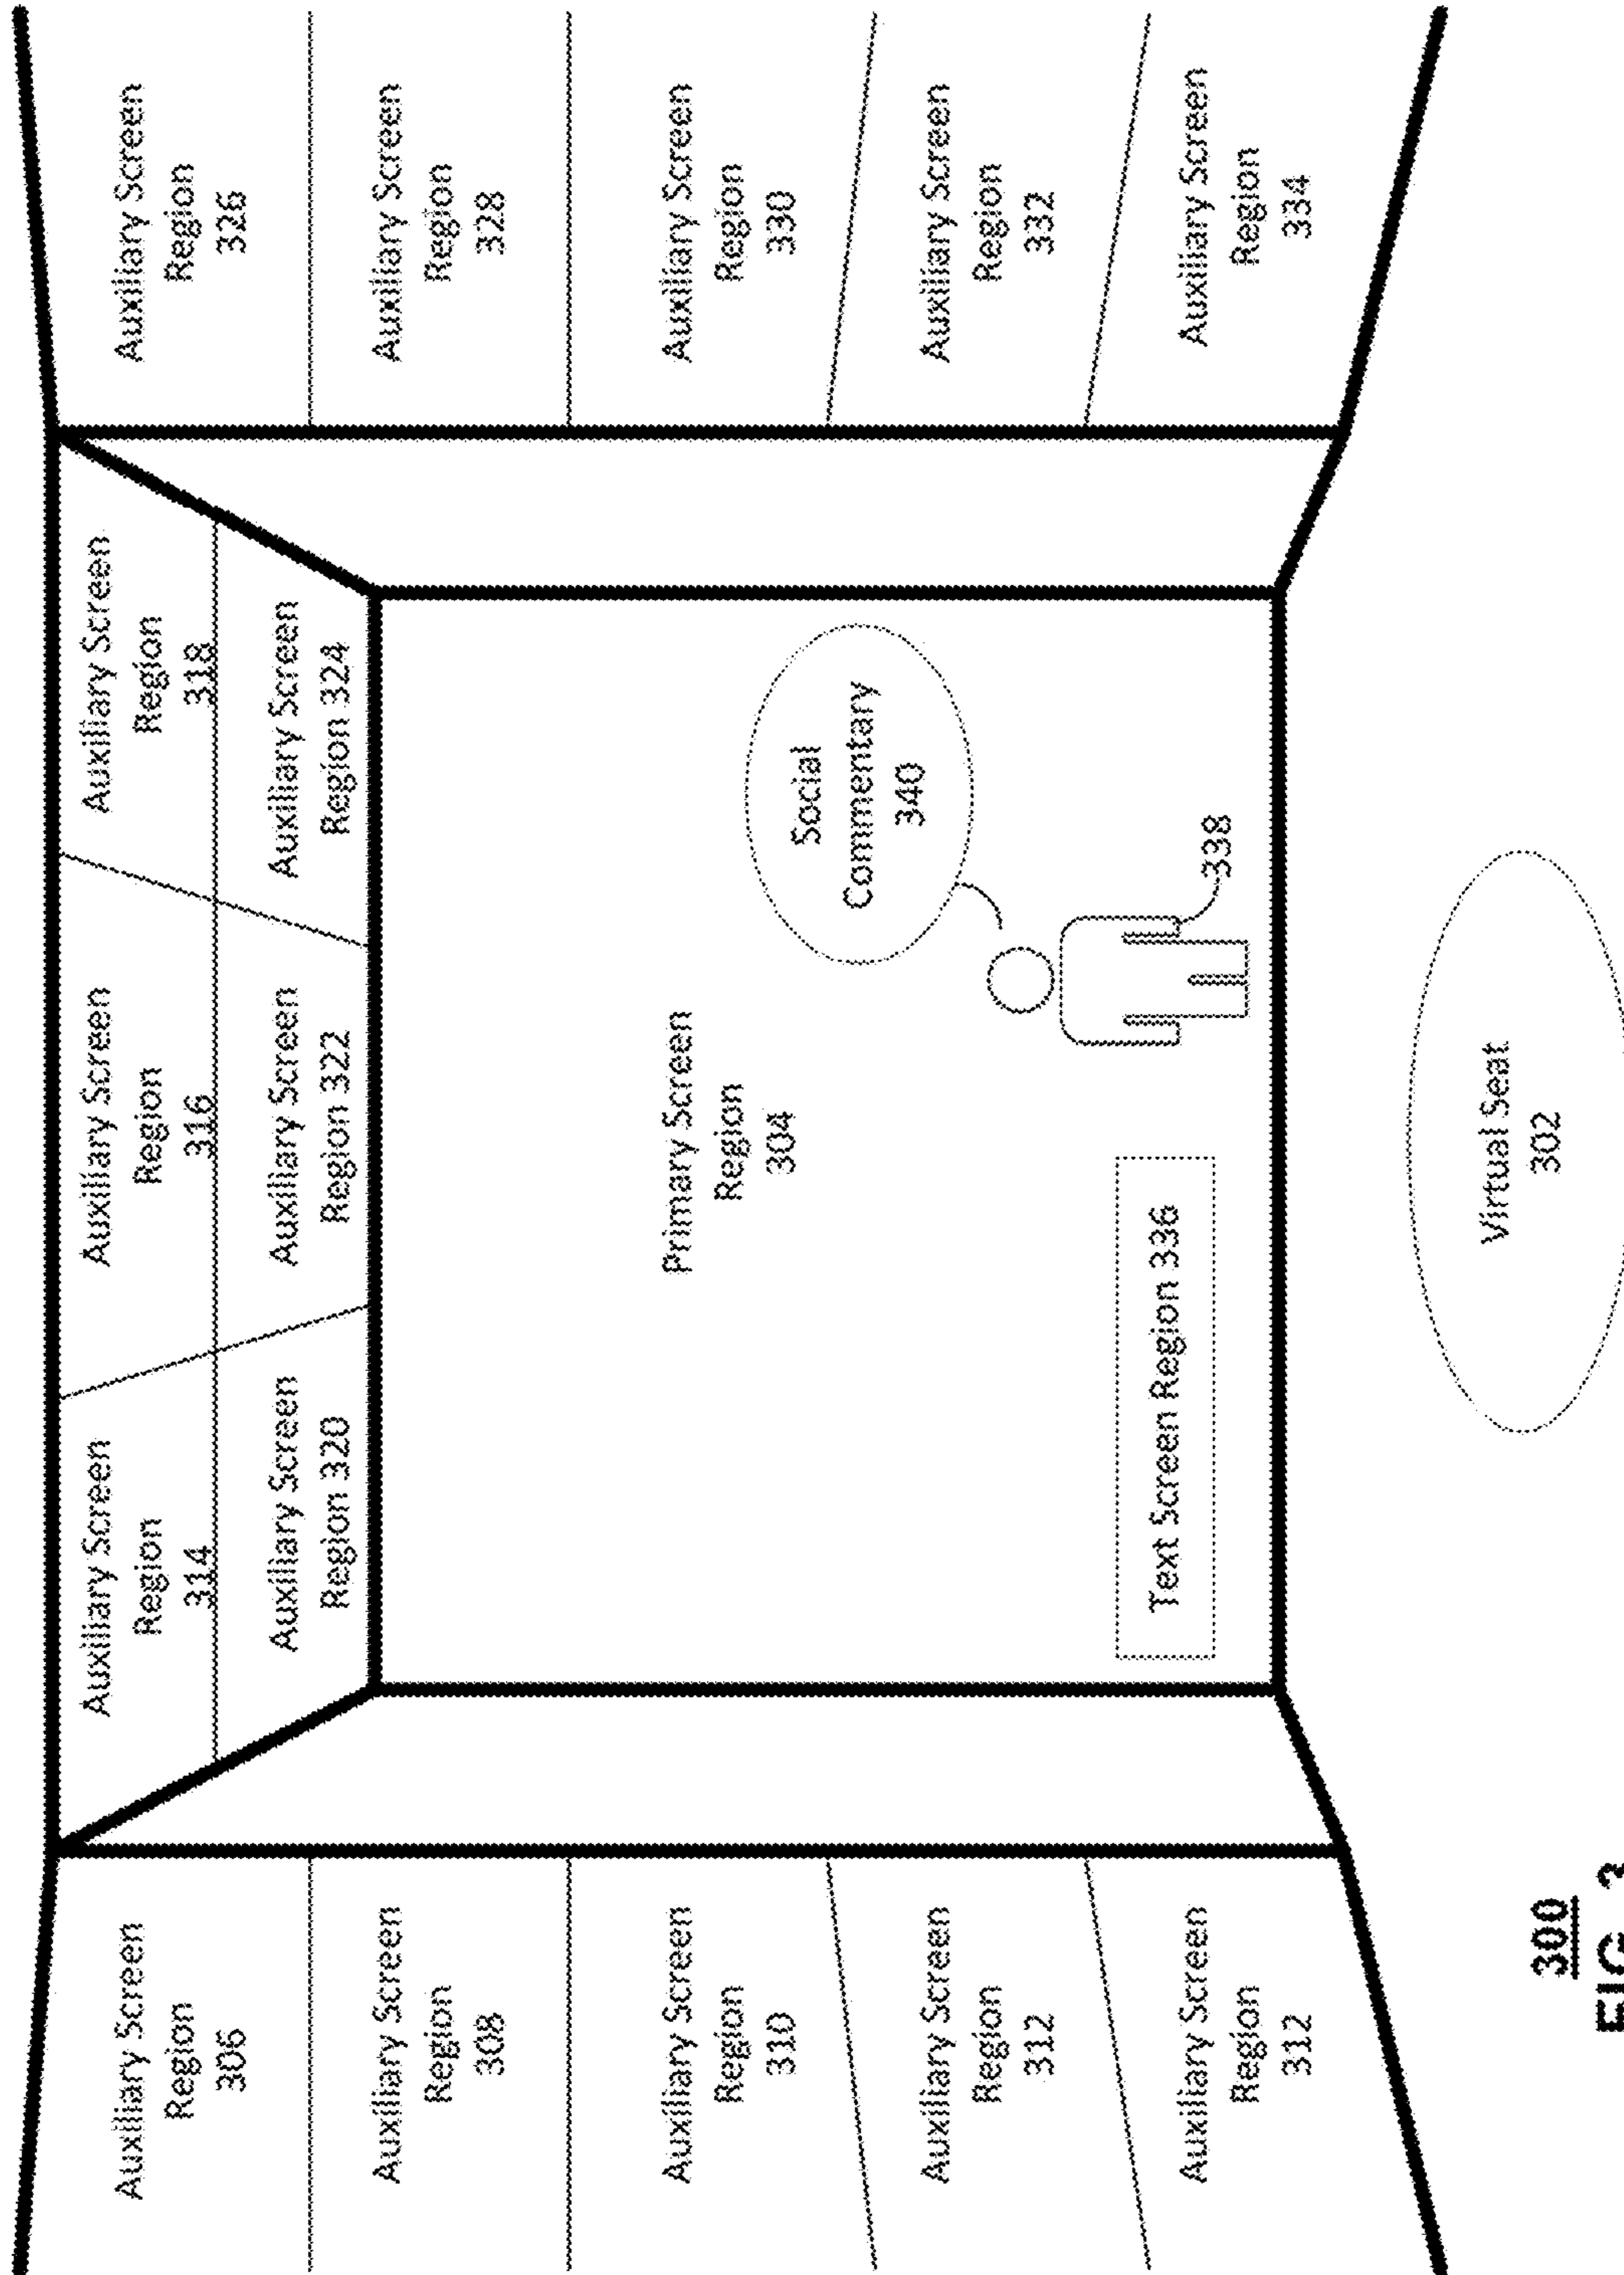 Auxiliary Screen
Region
306
Auxiliary Screen
Region
308
Auxiliary Screen
Region
310
Auxiliary Screen
Region
312
Auxiliary Screen
Region
312
Auxiliary Screen
Region
314
Auxiliary Screen
Region
316
Auxiliary Screen
Region
318
Auxiliary Screen
Region 320
Auxiliary Screen
Region 322
Auxiliary Screen
Region 324
Primary Screen
Region
304
Social
Commentary
340
338
Text Screen Region 336
Auxiliary Screen
Region
326
Auxiliary Screen
Region
328
Auxiliary Screen
Region
330
Auxiliary Screen
Region
332
Auxiliary Screen
Region
334
Virtual Seat
302
300
FIG. 3